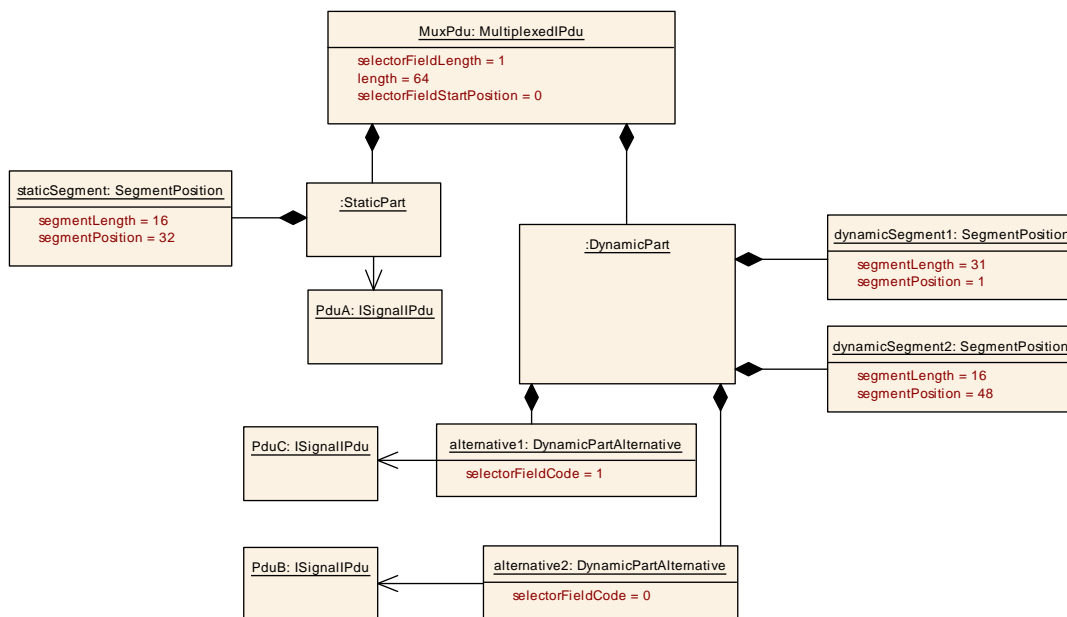 MuxPdu: MultiplexedIPdu
selectorFieldLength = 1
length = 64
selectorFieldStartPosition = 0
staticSegment: SegmentPosition
segmentLength = 16
segmentPosition = 32
:StaticPart
PduA: ISignalIPdu
:DynamicPart
dynamicSegment1: SegmentPosition
segmentLength = 31
segmentPosition = 1
dynamicSegment2: SegmentPosition
segmentLength = 16
segmentPosition = 48
PduC: ISignalIPdu
alternative1: DynamicPartAlternative
selectorFieldCode = 1
PduB: ISignalIPdu
alternative2: DynamicPartAlternative
selectorFieldCode = 0